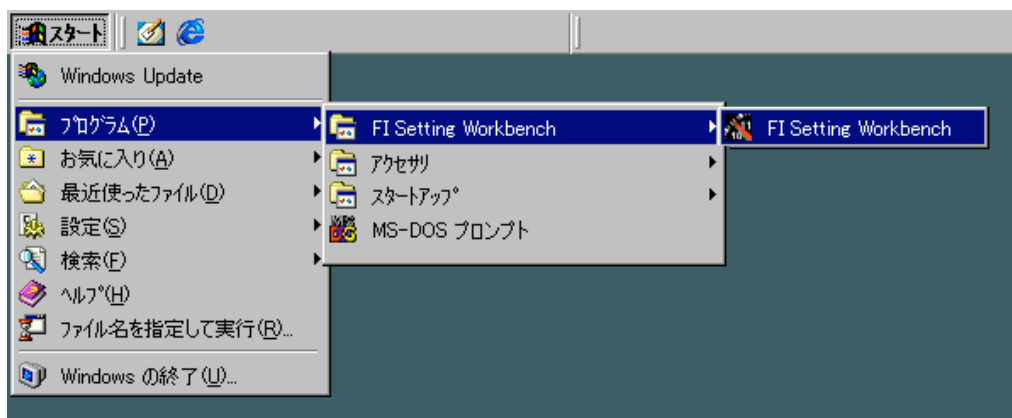 スタート
Windows Update
プログラム(P)
お気に入り(A)
最近使ったファイル(D)
設定(S)
検索(F)
ヘルプ(H)
ファイル名を指定して実行(R)...
Windows の終了(U)...
FI Setting Workbench
アクセサリ
スタートアップ
MS-DOS プロンプト
FI Setting Workbench